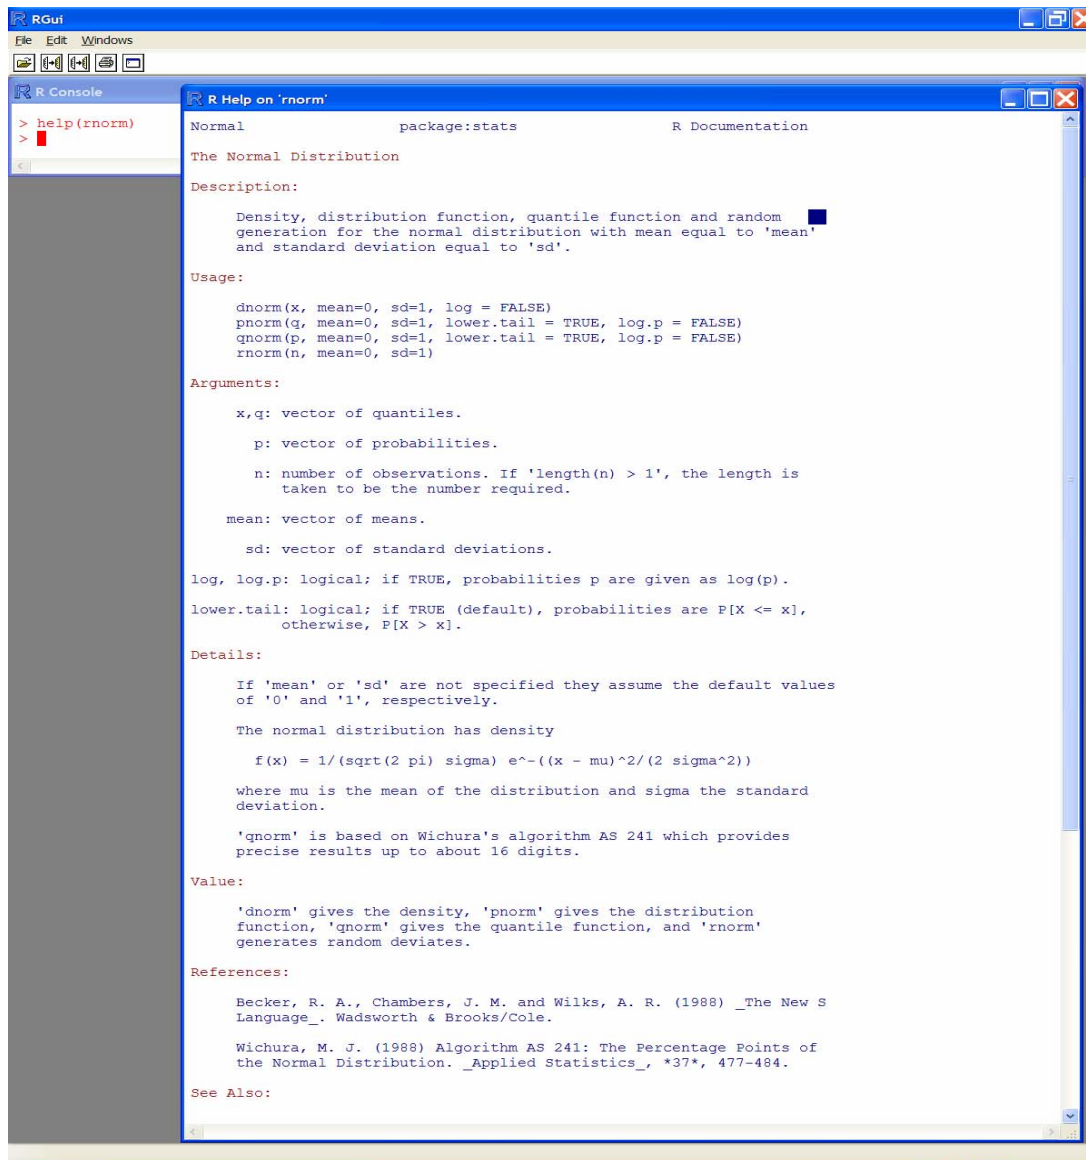 RGui
File Edit Windows
R Console
> help(rnorm)
>
R Help on 'rnorm'
Normal package:stats R Documentation
The Normal Distribution
Description:
Density, distribution function, quantile function and random
generation for the normal distribution with mean equal to 'mean'
and standard deviation equal to 'sd'.
Usage:
dnorm(x, mean=0, sd=1, log = FALSE)
pnorm(q, mean=0, sd=1, lower.tail = TRUE, log.p = FALSE)
qnorm(p, mean=0, sd=1, lower.tail = TRUE, log.p = FALSE)
rnorm(n, mean=0, sd=1)
Arguments:
x,q: vector of quantiles.
p: vector of probabilities.
n: number of observations. If 'length(n) > 1', the length is
taken to be the number required.
mean: vector of means.
sd: vector of standard deviations.
log, log.p: logical; if TRUE, probabilities p are given as log(p).
lower.tail: logical; if TRUE (default), probabilities are P[X <= x],
otherwise, P[X > x].
Details:
If 'mean' or 'sd' are not specified they assume the default values
of '0' and '1', respectively.
The normal distribution has density
f(x) = 1/(sqrt(2 pi) sigma) e^-((x - mu)^2/(2 sigma^2))
where mu is the mean of the distribution and sigma the standard
deviation.
'qnorm' is based on Wichura's algorithm AS 241 which provides
precise results up to about 16 digits.
Value:
'dnorm' gives the density, 'pnorm' gives the distribution
function, 'qnorm' gives the quantile function, and 'rnorm'
generates random deviates.
References:
Becker, R. A., Chambers, J. M. and Wilks, A. R. (1988) _The New S
Language_. Wadsworth & Brooks/Cole.
Wichura, M. J. (1988) Algorithm AS 241: The Percentage Points of
the Normal Distribution. _Applied Statistics_, *37*, 477-484.
See Also: